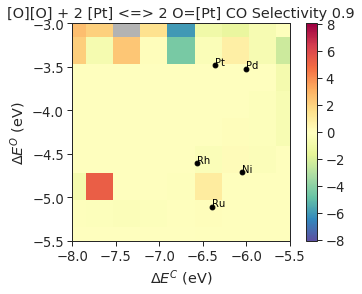 [O][O] + 2 [Pt] <=> 2 O=[Pt] CO Selectivity 0.9
−3.0
−3.5
−4.0
−4.5
−5.0
−5.5
ΔE^O (eV)
Pt
Pd
Rh
Ni
Ru
−8.0
−7.5
−7.0
−6.5
−6.0
−5.5
ΔE^C (eV)
8
6
4
2
0
−2
−4
−6
−8